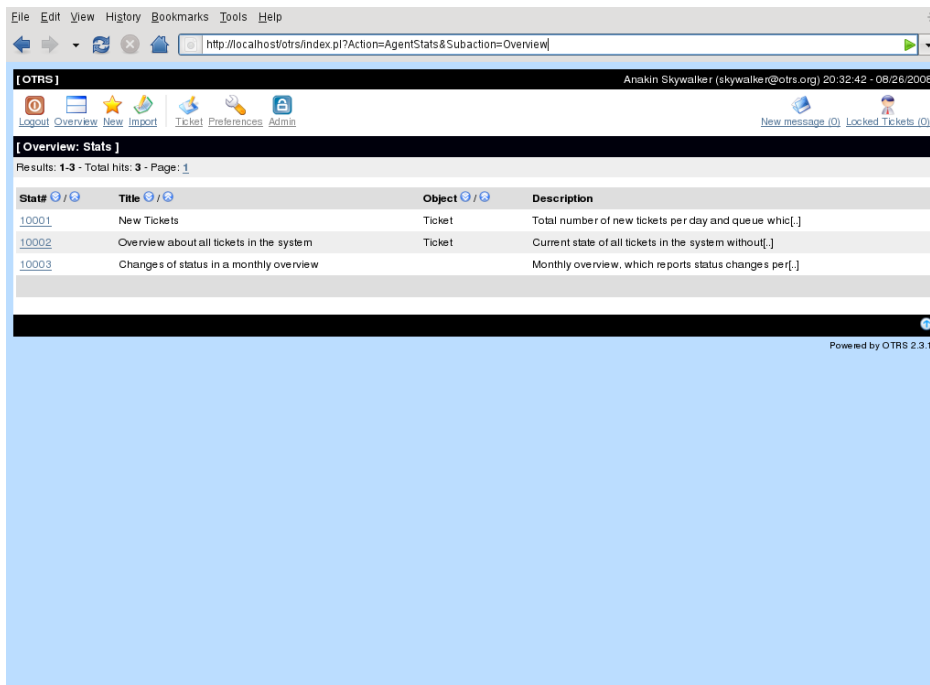 File Edit View History Bookmarks Tools Help
http://localhost/otrs/index.pl?Action=AgentStats&Subaction=Overview
[ OTRS ] Anakin Skywalker (skywalker@otrs.org) 20:32:42 - 08/26/2008
Logout Overview New Import Ticket Preferences Admin New message (0) Locked Tickets (0)
[ Overview: Stats ]
Results: 1-3 - Total hits: 3 - Page: 1
Stat# / Title / Object / Description
10001 New Tickets Ticket Total number of new tickets per day and queue whic[..]
10002 Overview about all tickets in the system Ticket Current state of all tickets in the system without[..]
10003 Changes of status in a monthly overview Monthly overview, which reports status changes per[..]
Powered by OTRS 2.3.1